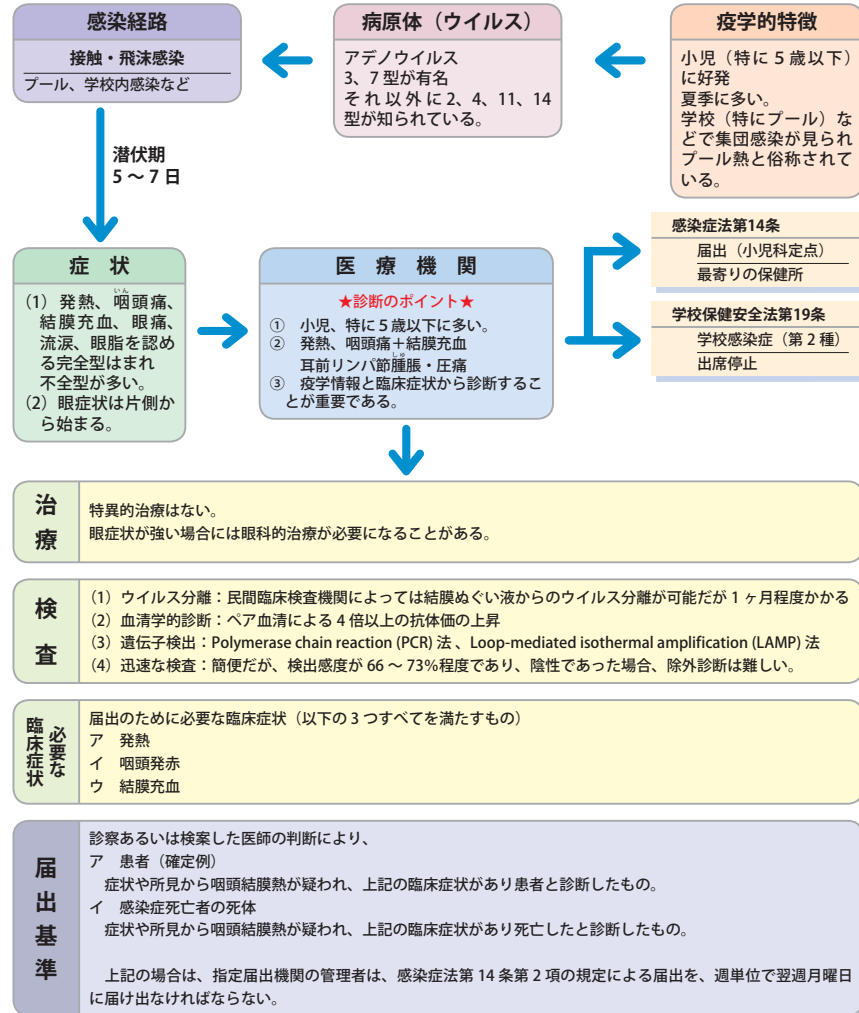 感染経路
接触・飛沫感染
プール、学校内感染など
病原体（ウイルス）
アデノウイルス
3、7 型が有名
それ以外に 2、4、11、14
型が知られている。
疫学的特徴
小児（特に 5 歳以下）
に好発
夏季に多い。
学校（特にプール）な
どで集団感染が見られ
プール熱と俗称されて
いる。
潜伏期
5 ～ 7 日
症　状
（1）発熱、咽頭痛、
いん
結膜充血、眼痛、
流涙、眼脂を認め
る完全型はまれ
不全型が多い。
（2）眼症状は片側か
ら始まる。
医　療　機　関
★診断のポイント★
①　小児、特に 5 歳以下に多い。
②　発熱、咽頭痛＋結膜充血
耳前リンパ節腫脹・圧痛
しゅ
③　疫学情報と臨床症状から診断するこ
とが重要である。
感染症法第14条
届出（小児科定点）
最寄りの保健所
学校保健安全法第19条
学校感染症（第 2 種）
出席停止
治療
特異的治療はない。
眼症状が強い場合には眼科的治療が必要になることがある。
検査
（1）ウイルス分離：民間臨床検査機関によっては結膜ぬぐい液からのウイルス分離が可能だが 1 ヶ月程度かかる
（2）血清学的診断：ペア血清による 4 倍以上の抗体価の上昇
（3）遺伝子検出：Polymerase chain reaction (PCR) 法 、Loop-mediated isothermal amplification (LAMP) 法
（4）迅速な検査：簡便だが、検出感度が 66 ～ 73％程度であり、陰性であった場合、除外診断は難しい。
必要な
臨床症状
届出のために必要な臨床症状（以下の 3 つすべてを満たすもの）
ア　発熱
イ　咽頭発赤
ウ　結膜充血
届出基準
診察あるいは検案した医師の判断により、
ア　患者（確定例）
症状や所見から咽頭結膜熱が疑われ、上記の臨床症状があり患者と診断したもの。
イ　感染症死亡者の死体
症状や所見から咽頭結膜熱が疑われ、上記の臨床症状があり死亡したと診断したもの。
上記の場合は、指定届出機関の管理者は、感染症法第 14 条第 2 項の規定による届出を、週単位で翌週月曜日
に届け出なければならない。